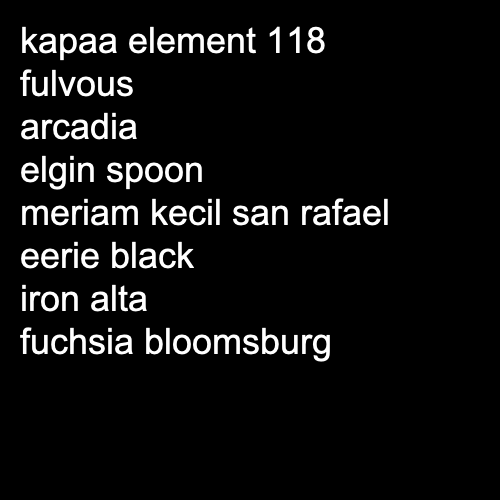 kapaa element 118
fulvous
arcadia
elgin spoon
meriam kecil san rafael
eerie black
iron alta
fuchsia bloomsburg